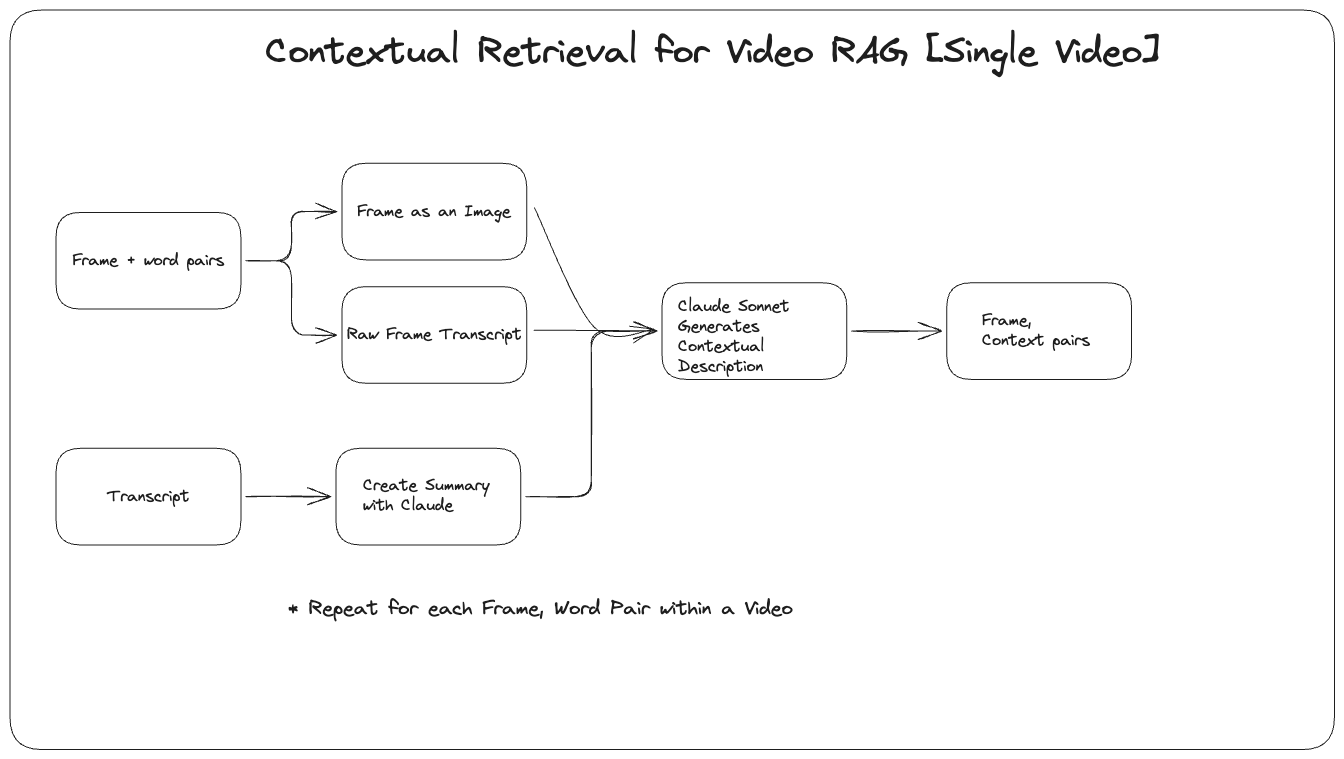 Contextual Retrieval for Video RAG [Single Video]
Frame as an Image
Frame + word pairs
Raw Frame Transcript
Claude Sonnet
Generates
Contextual
Description
Frame,
Context pairs
Transcript
Create Summary
with Claude
* Repeat for each Frame, Word Pair within a Video